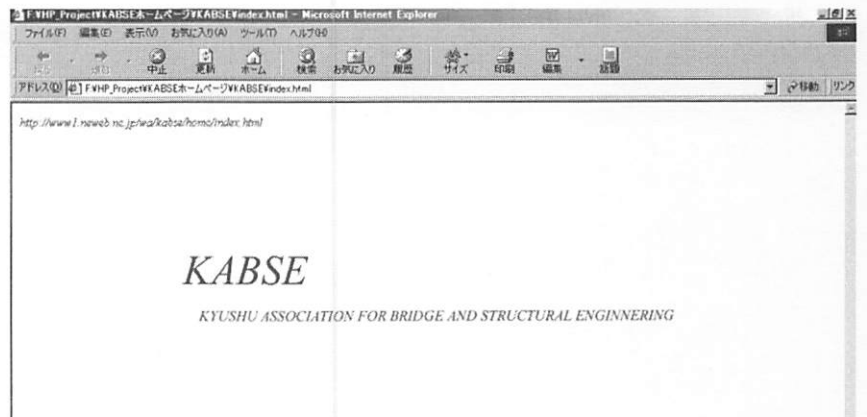 F:¥HP_Project¥KABSEホームページ¥KABSE¥index.html - Microsoft Internet Explorer
ファイル(F) 編集(E) 表示(V) お気に入り(A) ツール(T) ヘルプ(H)
中止 更新 ホーム 検索 お気に入り 履歴 サイズ 印刷 編集 話題
アドレス(D) F:¥HP_Project¥KABSEホームページ¥KABSE¥index.html 移動 リンク
http://www1.neweb.ne.jp/wa/kabse/home/index.html
KABSE
KYUSHU ASSOCIATION FOR BRIDGE AND STRUCTURAL ENGINNERING